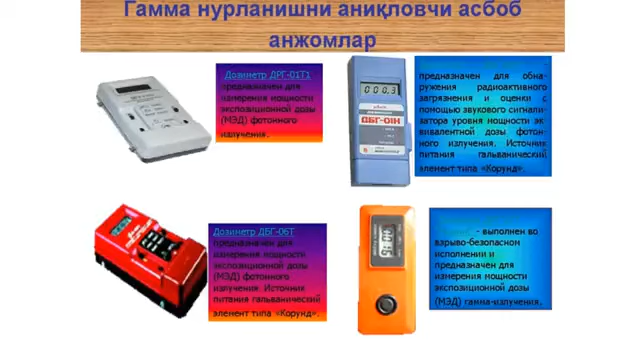 Гамма нурланишни аниқловчи асбоб
анжомлар
Дозиметр ДРГ-01Т1
предназначен для
измерения мощности
экспозиционной дозы
(МЭД) фотонного
излучения.
000.3
ДБГ-01Н
предназначен для обна-
ружения радиоактивного
загрязнения и оценки с
помощью звукового сигнали-
затора уровня мощности эк
вивалентной дозы фотон-
ного излучения. Источник
питания гальванический
элемент типа «Корунд».
Дозиметр ДБГ-06Т
предназначен для
измерения мощности
экспозиционной дозы
(МЭД) фотонного
излучения. Источник
питания гальванический
элемент типа «Корунд».
- выполнен во
взрыво-безопасном
исполнении и
предназначен для
измерения мощности
экспозиционной дозы
(МЭД) гамма-излучения.